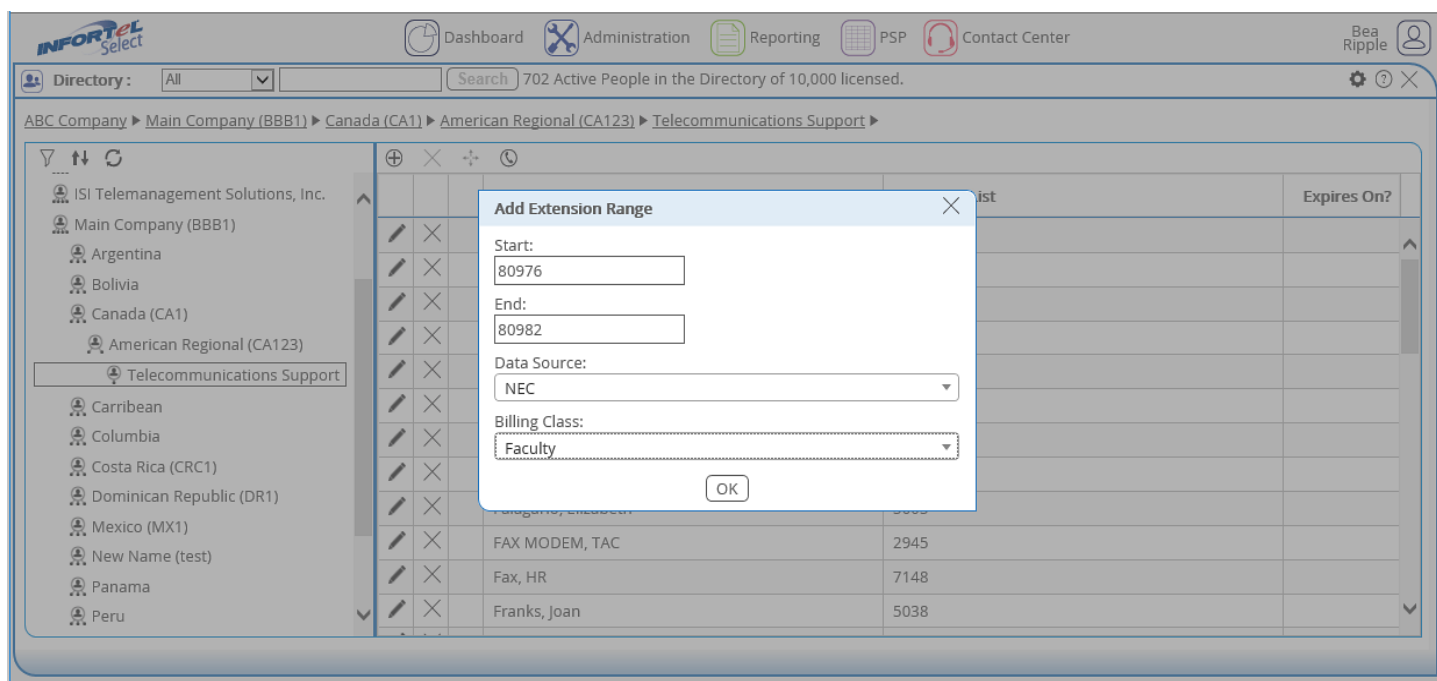 INFORTEL Select
Dashboard Administration Reporting PSP Contact Center
Bea Ripple
Directory : All Search 702 Active People in the Directory of 10,000 licensed.
ABC Company Main Company (BBB1) Canada (CA1) American Regional (CA123) Telecommunications Support
ISI Telemanagement Solutions, Inc.
Main Company (BBB1)
Argentina
Bolivia
Canada (CA1)
American Regional (CA123)
Telecommunications Support
Carribean
Columbia
Costa Rica (CRC1)
Dominican Republic (DR1)
Mexico (MX1)
New Name (test)
Panama
Peru
Expires On?
Add Extension Range
Start:
80976
End:
80982
Data Source:
NEC
Billing Class:
Faculty
OK
FAX MODEM, TAC 2945
Fax, HR 7148
Franks, Joan 5038